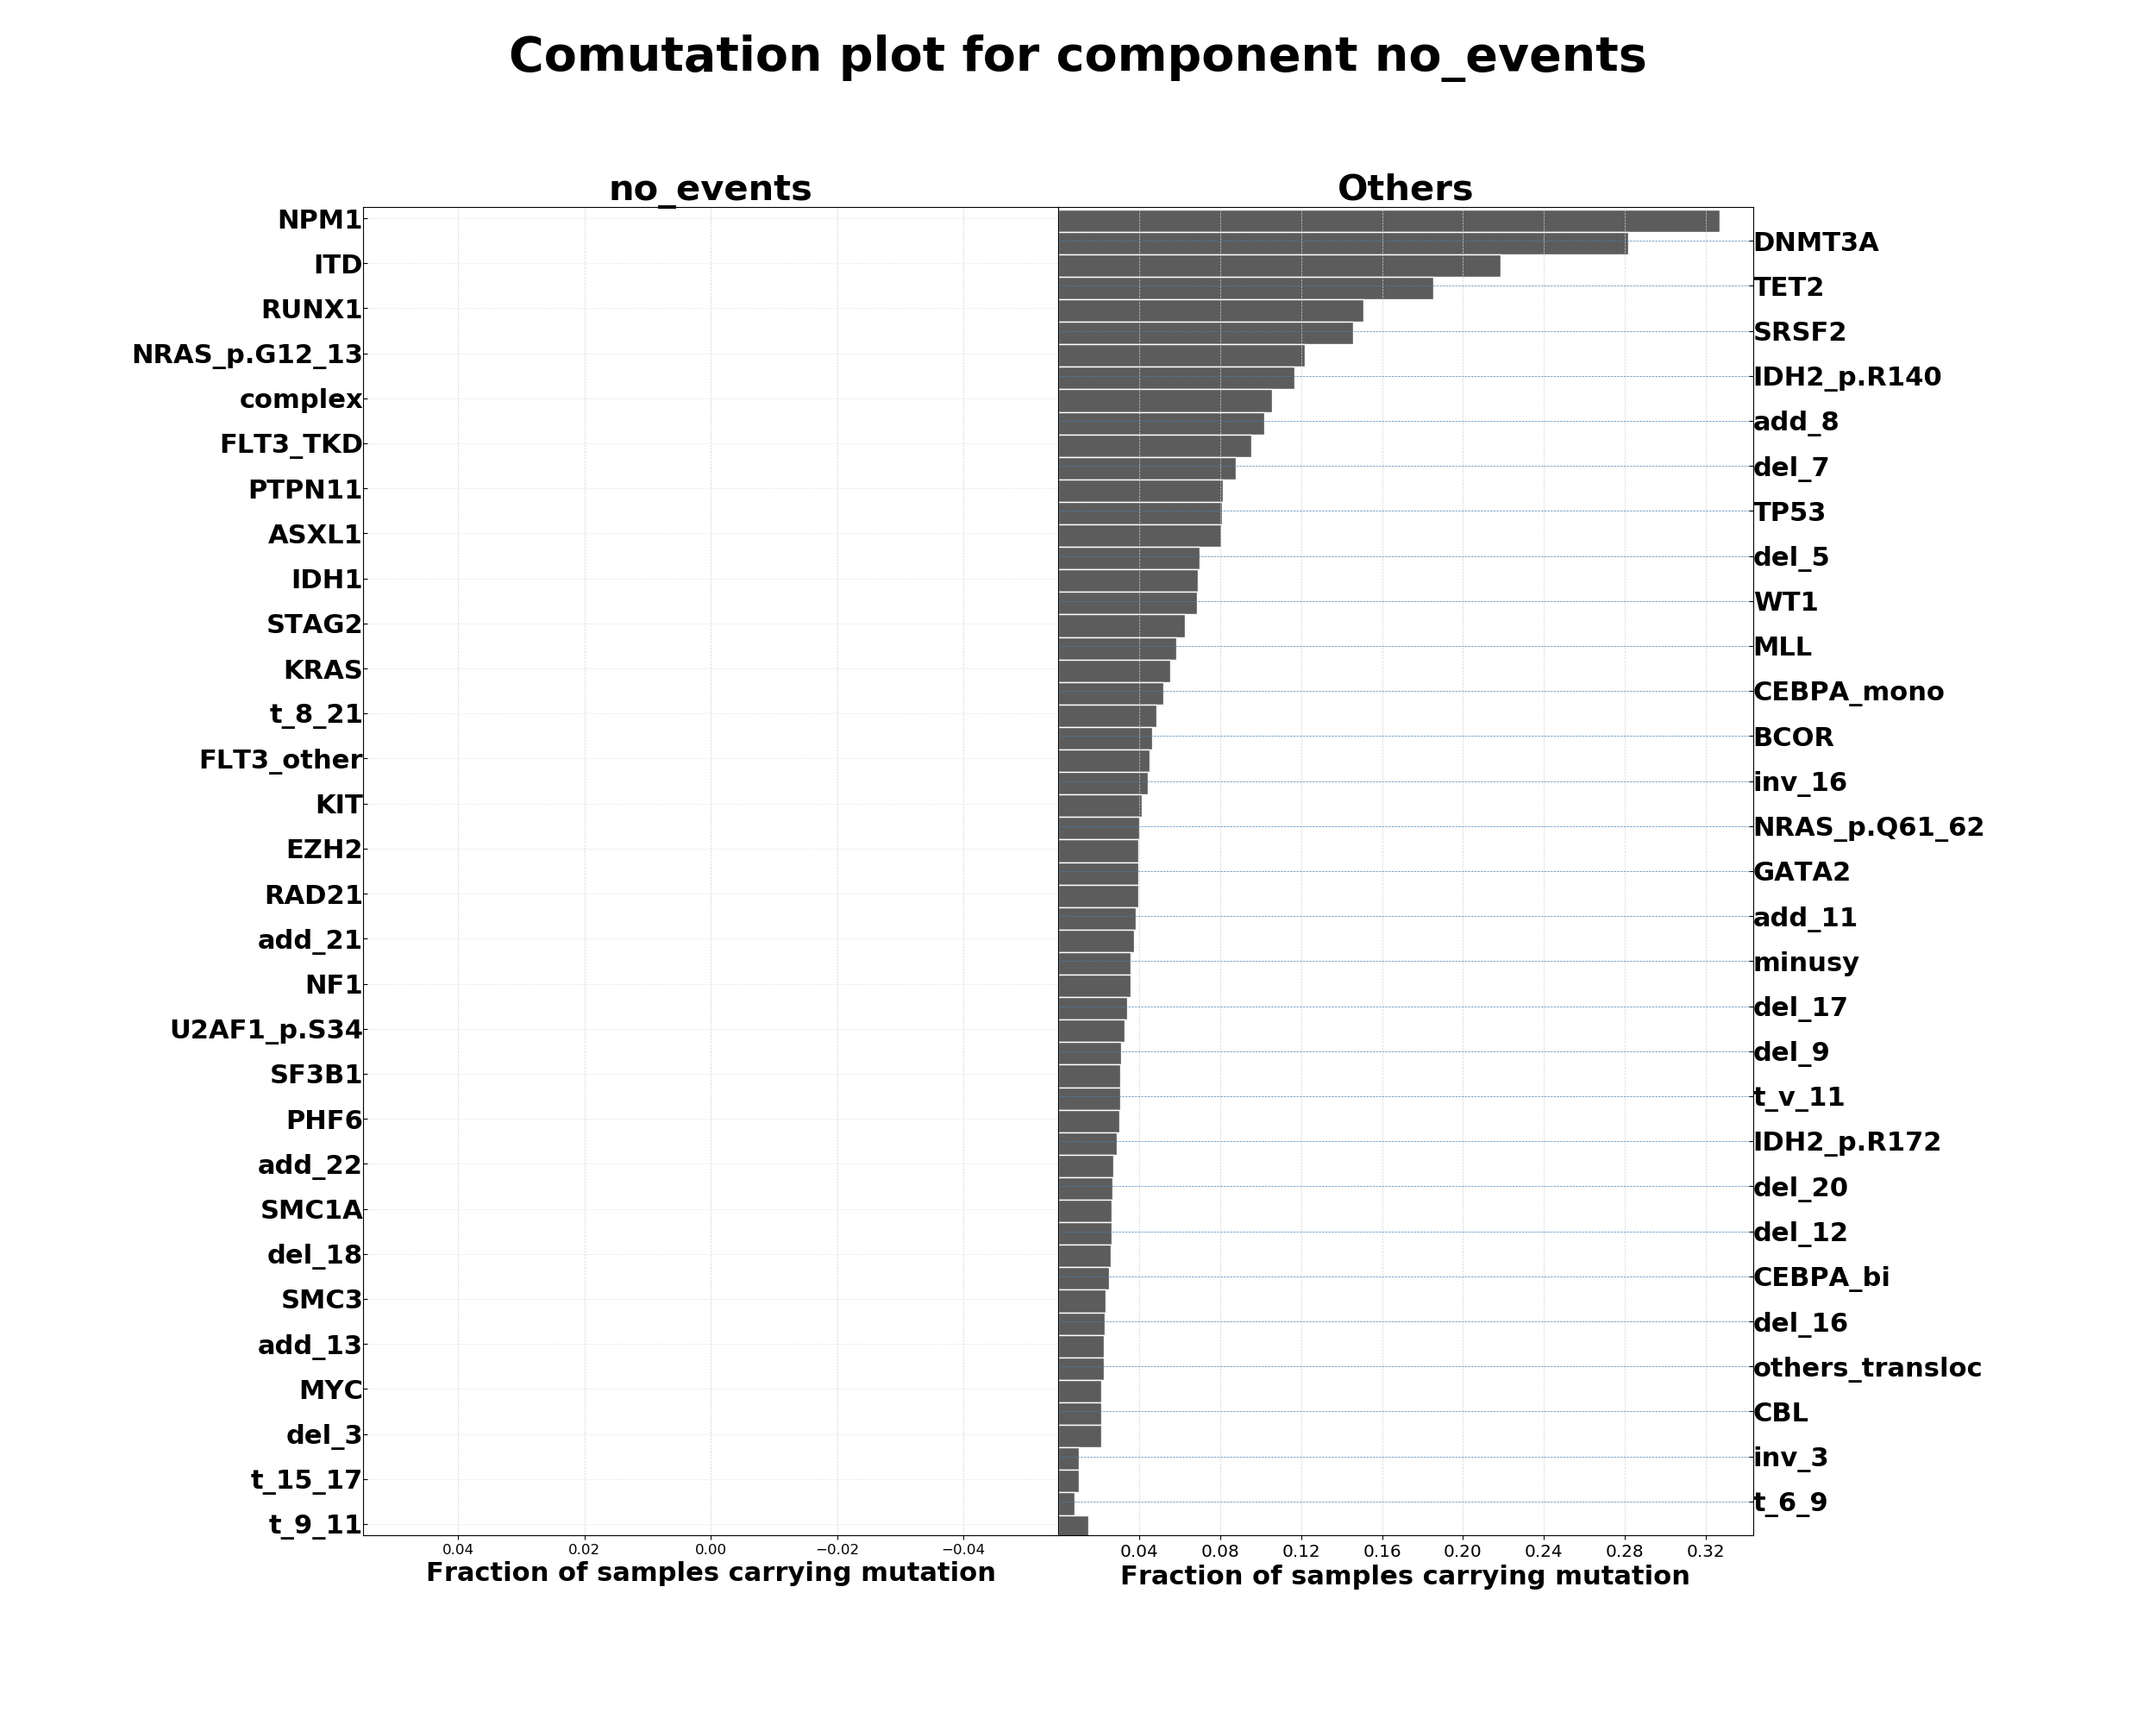 Comutation plot for component no_events
no_events
Others
NPM1
DNMT3A
ITD
TET2
RUNX1
SRSF2
NRAS_p.G12_13
IDH2_p.R140
complex
add_8
FLT3_TKD
del_7
PTPN11
TP53
ASXL1
del_5
IDH1
WT1
STAG2
MLL
KRAS
CEBPA_mono
t_8_21
BCOR
FLT3_other
inv_16
KIT
NRAS_p.Q61_62
EZH2
GATA2
RAD21
add_11
add_21
minusy
NF1
del_17
U2AF1_p.S34
del_9
SF3B1
t_v_11
PHF6
IDH2_p.R172
add_22
del_20
SMC1A
del_12
del_18
CEBPA_bi
SMC3
del_16
add_13
others_transloc
MYC
CBL
del_3
inv_3
t_15_17
t_6_9
t_9_11
0.04 0.02 0.00 −0.02 −0.04
0.04 0.08 0.12 0.16 0.20 0.24 0.28 0.32
Fraction of samples carrying mutation
Fraction of samples carrying mutation